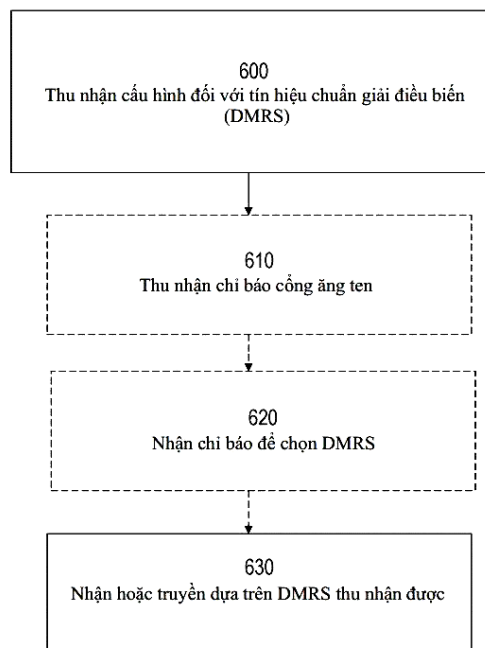 600
Thu nhận cấu hình đối với tín hiệu chuẩn giải điều biến
(DMRS)
610
Thu nhận chỉ báo cổng ăng ten
620
Nhận chỉ báo để chọn DMRS
630
Nhận hoặc truyền dựa trên DMRS thu nhận được